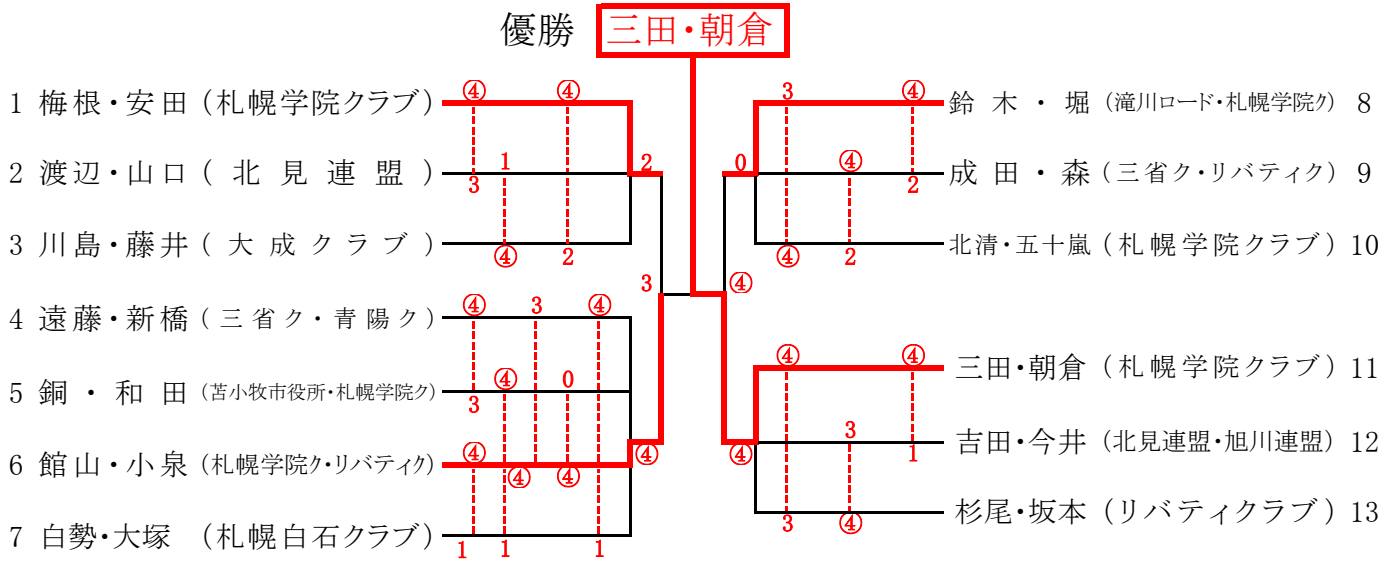 優勝 三田・朝倉
1 梅根・安田 (札幌学院クラブ)
④ ④
2 渡辺・山口 (北見連盟)
1
3
3 川島・藤井 (大成クラブ)
④ 2
2
4 遠藤・新橋 (三省ク・青陽ク)
④ 3 ④
5 銅・和田 (苫小牧市役所・札幌学院ク)
④ 0
3
6 館山・小泉 (札幌学院ク・リバティク)
④
④ ④
④
7 白勢・大塚 (札幌白石クラブ)
1 1 1
3
④
0
3 ④
鈴木・堀 (滝川ロード・札幌学院ク) 8
④
2
成田・森 (三省ク・リバティク) 9
④ 2
北清・五十嵐 (札幌学院クラブ) 10
④ ④
三田・朝倉 (札幌学院クラブ) 11
3
1
吉田・今井 (北見連盟・旭川連盟) 12
④
3 ④
杉尾・坂本 (リバティクラブ) 13